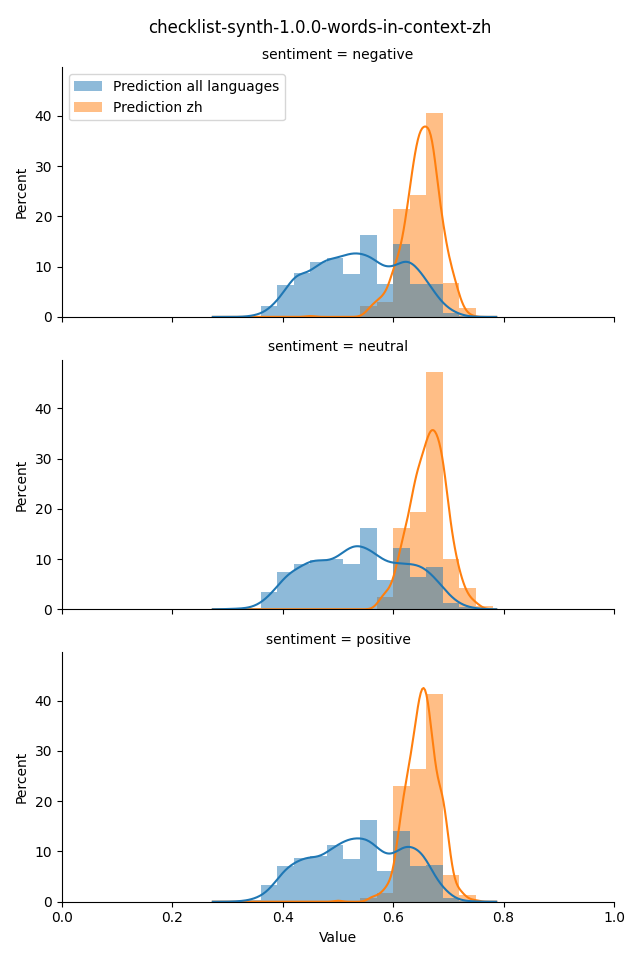 checklist-synth-1.0.0-words-in-context-zh
sentiment = negative
Prediction all languages
Prediction zh
40
30
20
10
0
Percent
sentiment = neutral
40
30
20
10
0
Percent
sentiment = positive
40
30
20
10
0
Percent
0.0 0.2 0.4 0.6 0.8 1.0
Value